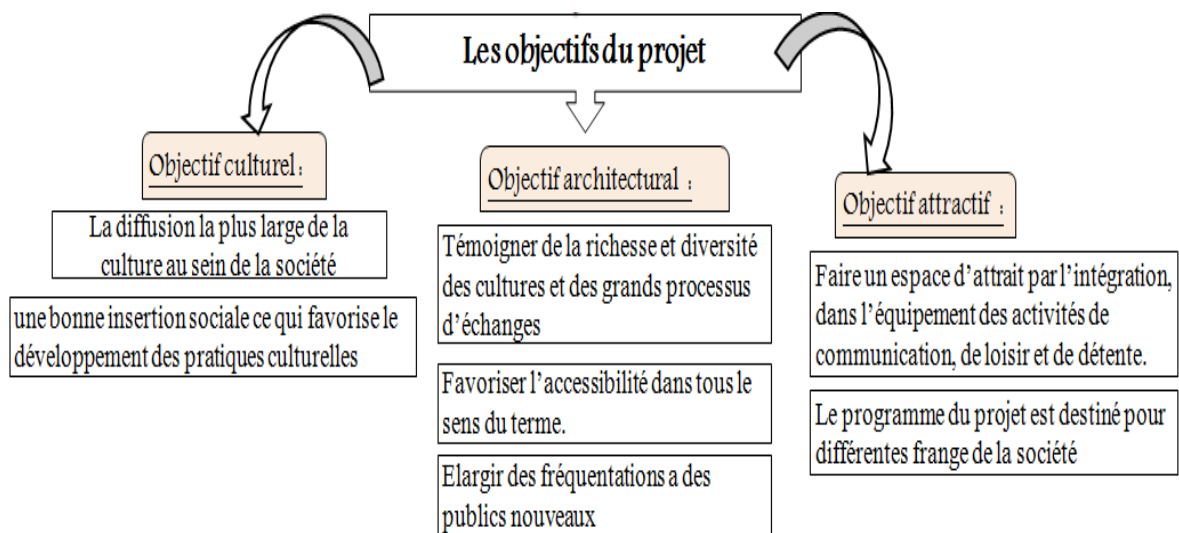 Les objectifs du projet
Objectif culturel :
La diffusion la plus large de la
culture au sein de la société
une bonne insertion sociale ce qui favorise le
développement des pratiques culturelles
Objectif architectural :
Témoigner de la richesse et diversité
des cultures et des grands processus
d'échanges
Favoriser l'accessibilité dans tous le
sens du terme.
Elargir des fréquentations a des
publics nouveaux
Objectif attractif :
Faire un espace d'attrait par l'intégration,
dans l'équipement des activités de
communication, de loisir et de détente.
Le programme du projet est destiné pour
différentes frange de la société